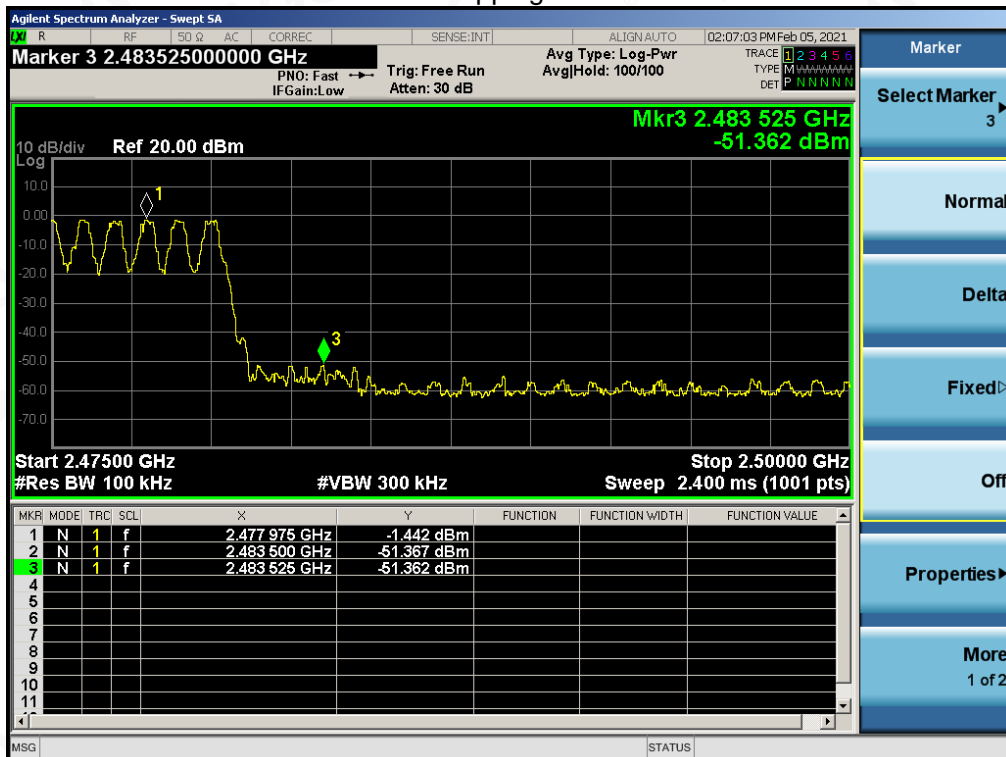 pping
Agilent Spectrum Analyzer - Swept SA
LXI R RF 50 Ω AC CORREC SENSE:INT ALIGN AUTO 02:07:03 PM Feb 05, 2021
Marker 3 2.483525000000 GHz
PNO: Fast
IFGain:Low
Trig: Free Run
Atten: 30 dB
Avg Type: Log-Pwr
Avg|Hold: 100/100
TRACE 1 2 3 4 5 6
TYPE M WWWWW
DET P N N N N N
Mkr3 2.483 525 GHz
-51.362 dBm
10 dB/div Ref 20.00 dBm
Log
10.0
0.00
-10.0
-20.0
-30.0
-40.0
-50.0
-60.0
-70.0
1
3
Start 2.47500 GHz Stop 2.50000 GHz
#Res BW 100 kHz #VBW 300 kHz Sweep 2.400 ms (1001 pts)
MKR MODE TRC SCL X Y FUNCTION FUNCTION WIDTH FUNCTION VALUE
1 N 1 f 2.477 975 GHz -1.442 dBm
2 N 1 f 2.483 500 GHz -51.367 dBm
3 N 1 f 2.483 525 GHz -51.362 dBm
4
5
6
7
8
9
10
11
MSG STATUS
Marker
Select Marker
3
Normal
Delta
Fixed
Off
Properties
More
1 of 2